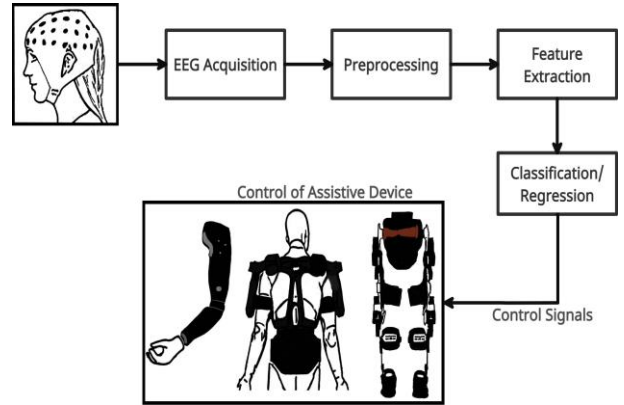 EEG Acquisition
Preprocessing
Feature
Extraction
Classification/
Regression
Control of Assistive Device
Control Signals